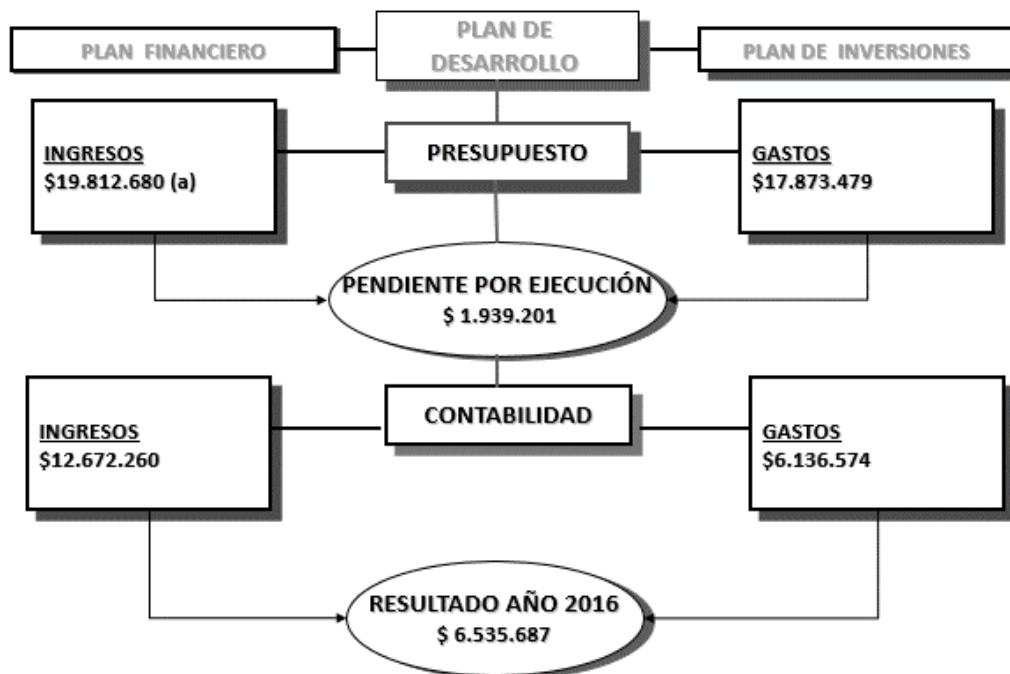 PLAN FINANCIERO
PLAN DE
DESARROLLO
PLAN DE INVERSIONES
INGRESOS
$19.812.680 (a)
PRESUPUESTO
GASTOS
$17.873.479
PENDIENTE POR EJECUCIÓN
$ 1.939.201
INGRESOS
$12.672.260
CONTABILIDAD
GASTOS
$6.136.574
RESULTADO AÑO 2016
$ 6.535.687